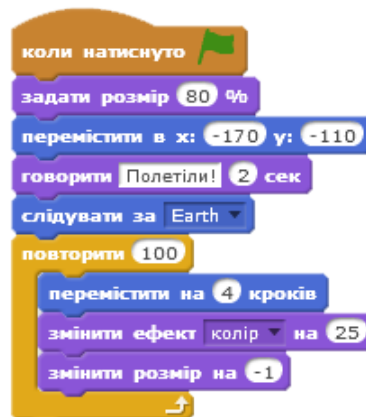 коли натиснуто
задати розмір 80 %
перемістити в x: -170 y: -110
говорити Полетіли! 2 сек
слідувати за Earth
повторити 100
перемістити на 4 кроків
змінити ефект колір на 25
змінити розмір на -1